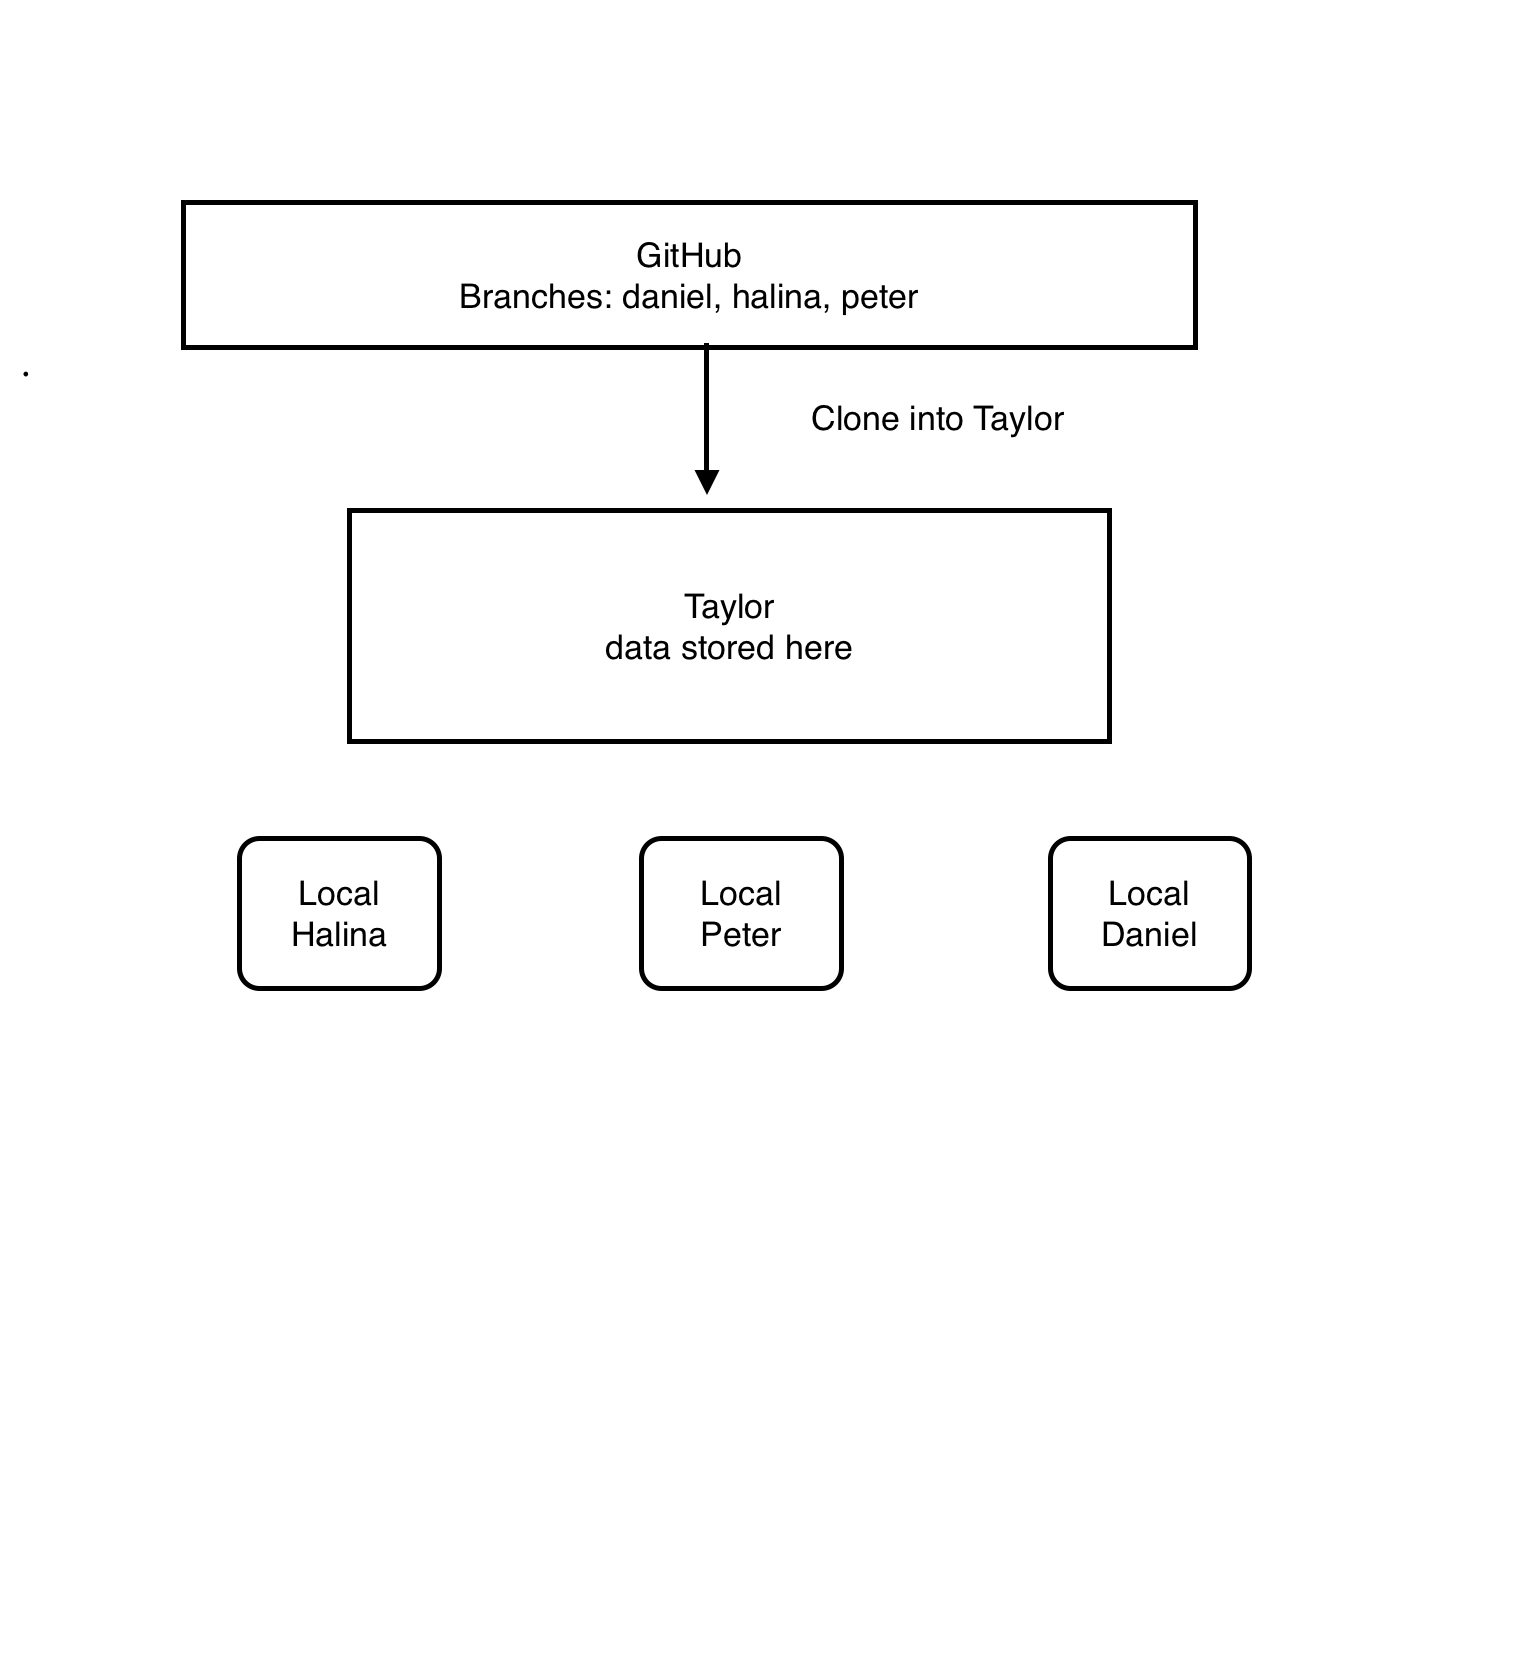 GitHub
Branches: daniel, halina, peter
.
Clone into Taylor
Taylor
data stored here
Local
Halina
Local
Peter
Local
Daniel